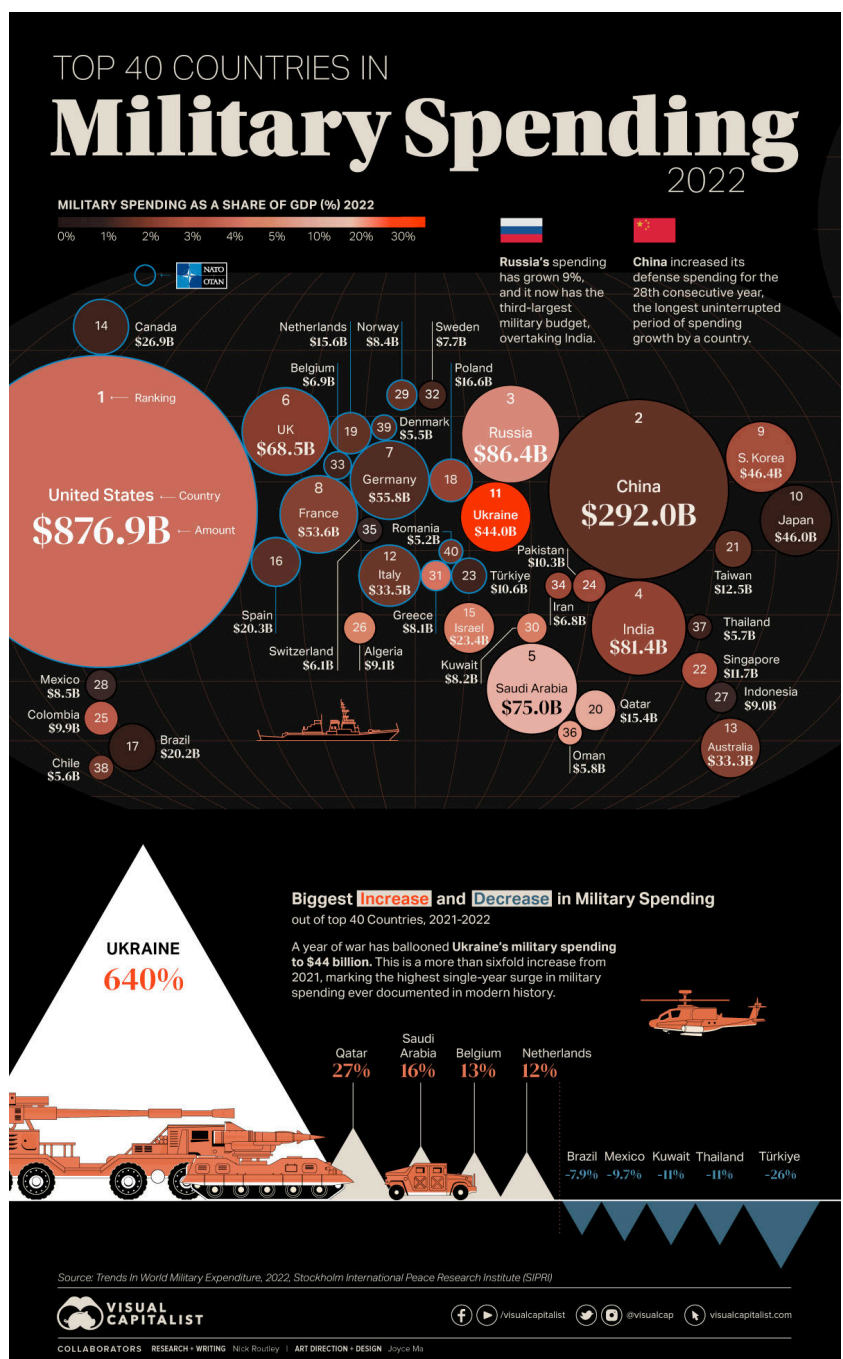 TOP 40 COUNTRIES IN
Military Spending
2022
MILITARY SPENDING AS A SHARE OF GDP (%) 2022
0% 1% 2% 3% 4% 5% 10% 20% 30%
NATO
OTAN
Russia's spending
has grown 9%,
and it now has the
third-largest
military budget,
overtaking India.
China increased its
defense spending for the
28th consecutive year,
the longest uninterrupted
period of spending
growth by a country.
14
Canada
$26.9B
Netherlands
$15.6B
Norway
$8.4B
Sweden
$7.7B
Belgium
$6.9B
Poland
$16.6B
1 ← Ranking
United States ← Country
$876.9B ← Amount
6
UK
$68.5B
19
29
32
39
Denmark
$5.5B
33
7
Germany
$55.8B
18
3
Russia
$86.4B
2
China
$292.0B
9
S. Korea
$46.4B
10
Japan
$46.0B
8
France
$53.6B
35
Romania
$5.2B
40
11
Ukraine
$44.0B
16
Spain
$20.3B
12
Italy
$33.5B
31
23
Türkiye
$10.6B
Pakistan
$10.3B
34
24
Iran
$6.8B
21
Taiwan
$12.5B
4
India
$81.4B
37
Thailand
$5.7B
Switzerland
$6.1B
26
Algeria
$9.1B
Greece
$8.1B
15
Israel
$23.4B
30
Kuwait
$8.2B
5
Saudi Arabia
$75.0B
20
Qatar
$15.4B
36
Oman
$5.8B
22
Singapore
$11.7B
27
Indonesia
$9.0B
13
Australia
$33.3B
Mexico
$8.5B
28
Colombia
$9.9B
25
17
Brazil
$20.2B
Chile
$5.6B
38
Biggest Increase and Decrease in Military Spending
out of top 40 Countries, 2021-2022
A year of war has ballooned Ukraine's military spending
to $44 billion. This is a more than sixfold increase from
2021, marking the highest single-year surge in military
spending ever documented in modern history.
UKRAINE
640%
Qatar
27%
Saudi
Arabia
16%
Belgium
13%
Netherlands
12%
Brazil
-7.9%
Mexico
-9.7%
Kuwait
-11%
Thailand
-11%
Türkiye
-26%
Source: Trends In World Military Expenditure, 2022, Stockholm International Peace Research Institute (SIPRI)
VISUAL
CAPITALIST
/visualcapitalist @visualcap visualcapitalist.com
COLLABORATORS RESEARCH + WRITING Nick Routley | ART DIRECTION + DESIGN Joyce Ma